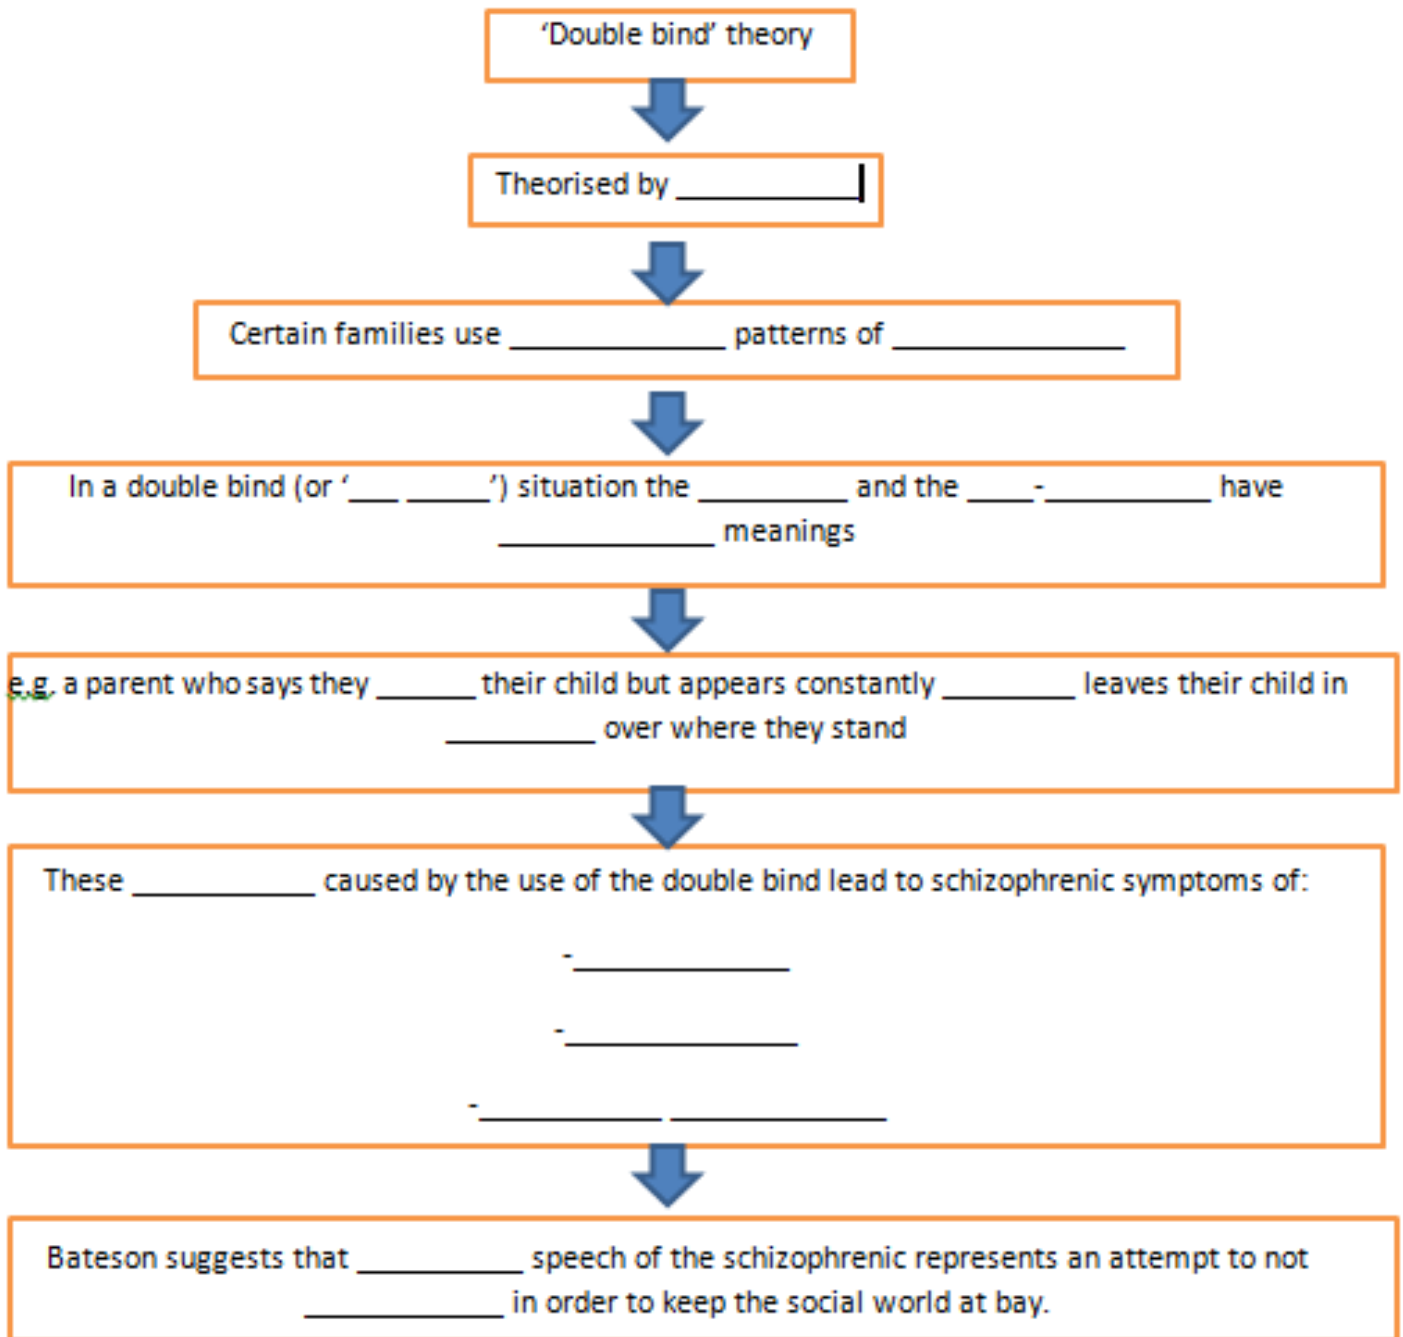 ‘Double bind’ theory
Theorised by ___________
Certain families use _____________ patterns of ______________
In a double bind (or ‘___ _____’) situation the _________ and the ____-__________ have
_____________ meanings
e.g. a parent who says they ______ their child but appears constantly ________ leaves their child in
_________ over where they stand
These ___________ caused by the use of the double bind lead to schizophrenic symptoms of:
-_____________
-______________
-___________ _____________
Bateson suggests that __________ speech of the schizophrenic represents an attempt to not
____________ in order to keep the social world at bay.